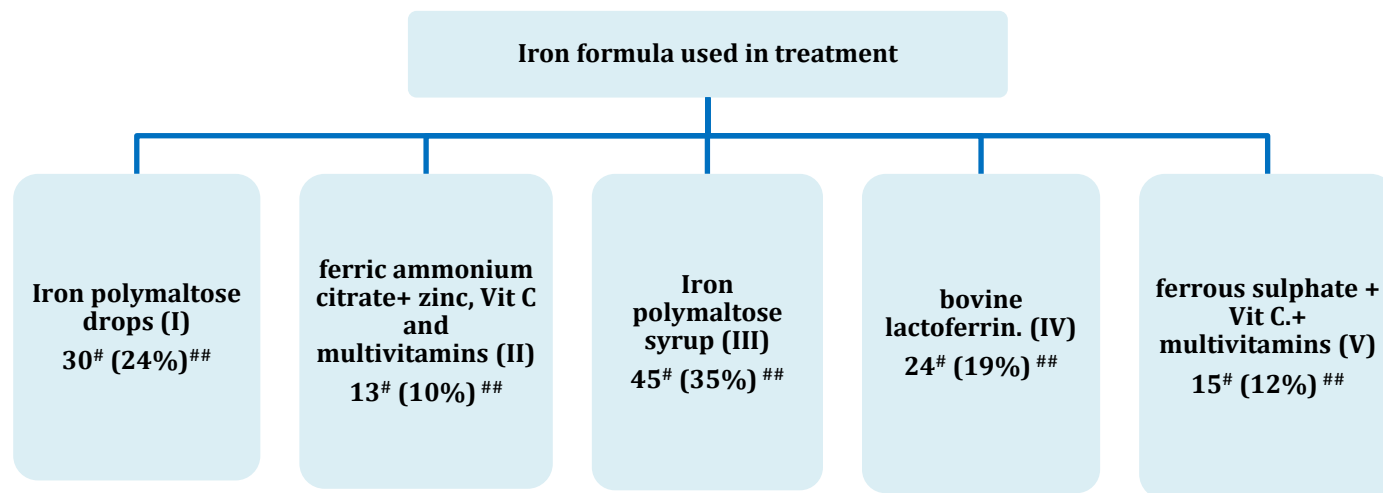 Iron formula used in treatment
Iron polymaltose
drops (I)
30# (24%)##
ferric ammonium
citrate+ zinc, Vit C
and
multivitamins (II)
13# (10%) ##
Iron
polymaltose
syrup (III)
45# (35%) ##
bovine
lactoferrin. (IV)
24# (19%) ##
ferrous sulphate +
Vit C.+
multivitamins (V)
15# (12%) ##